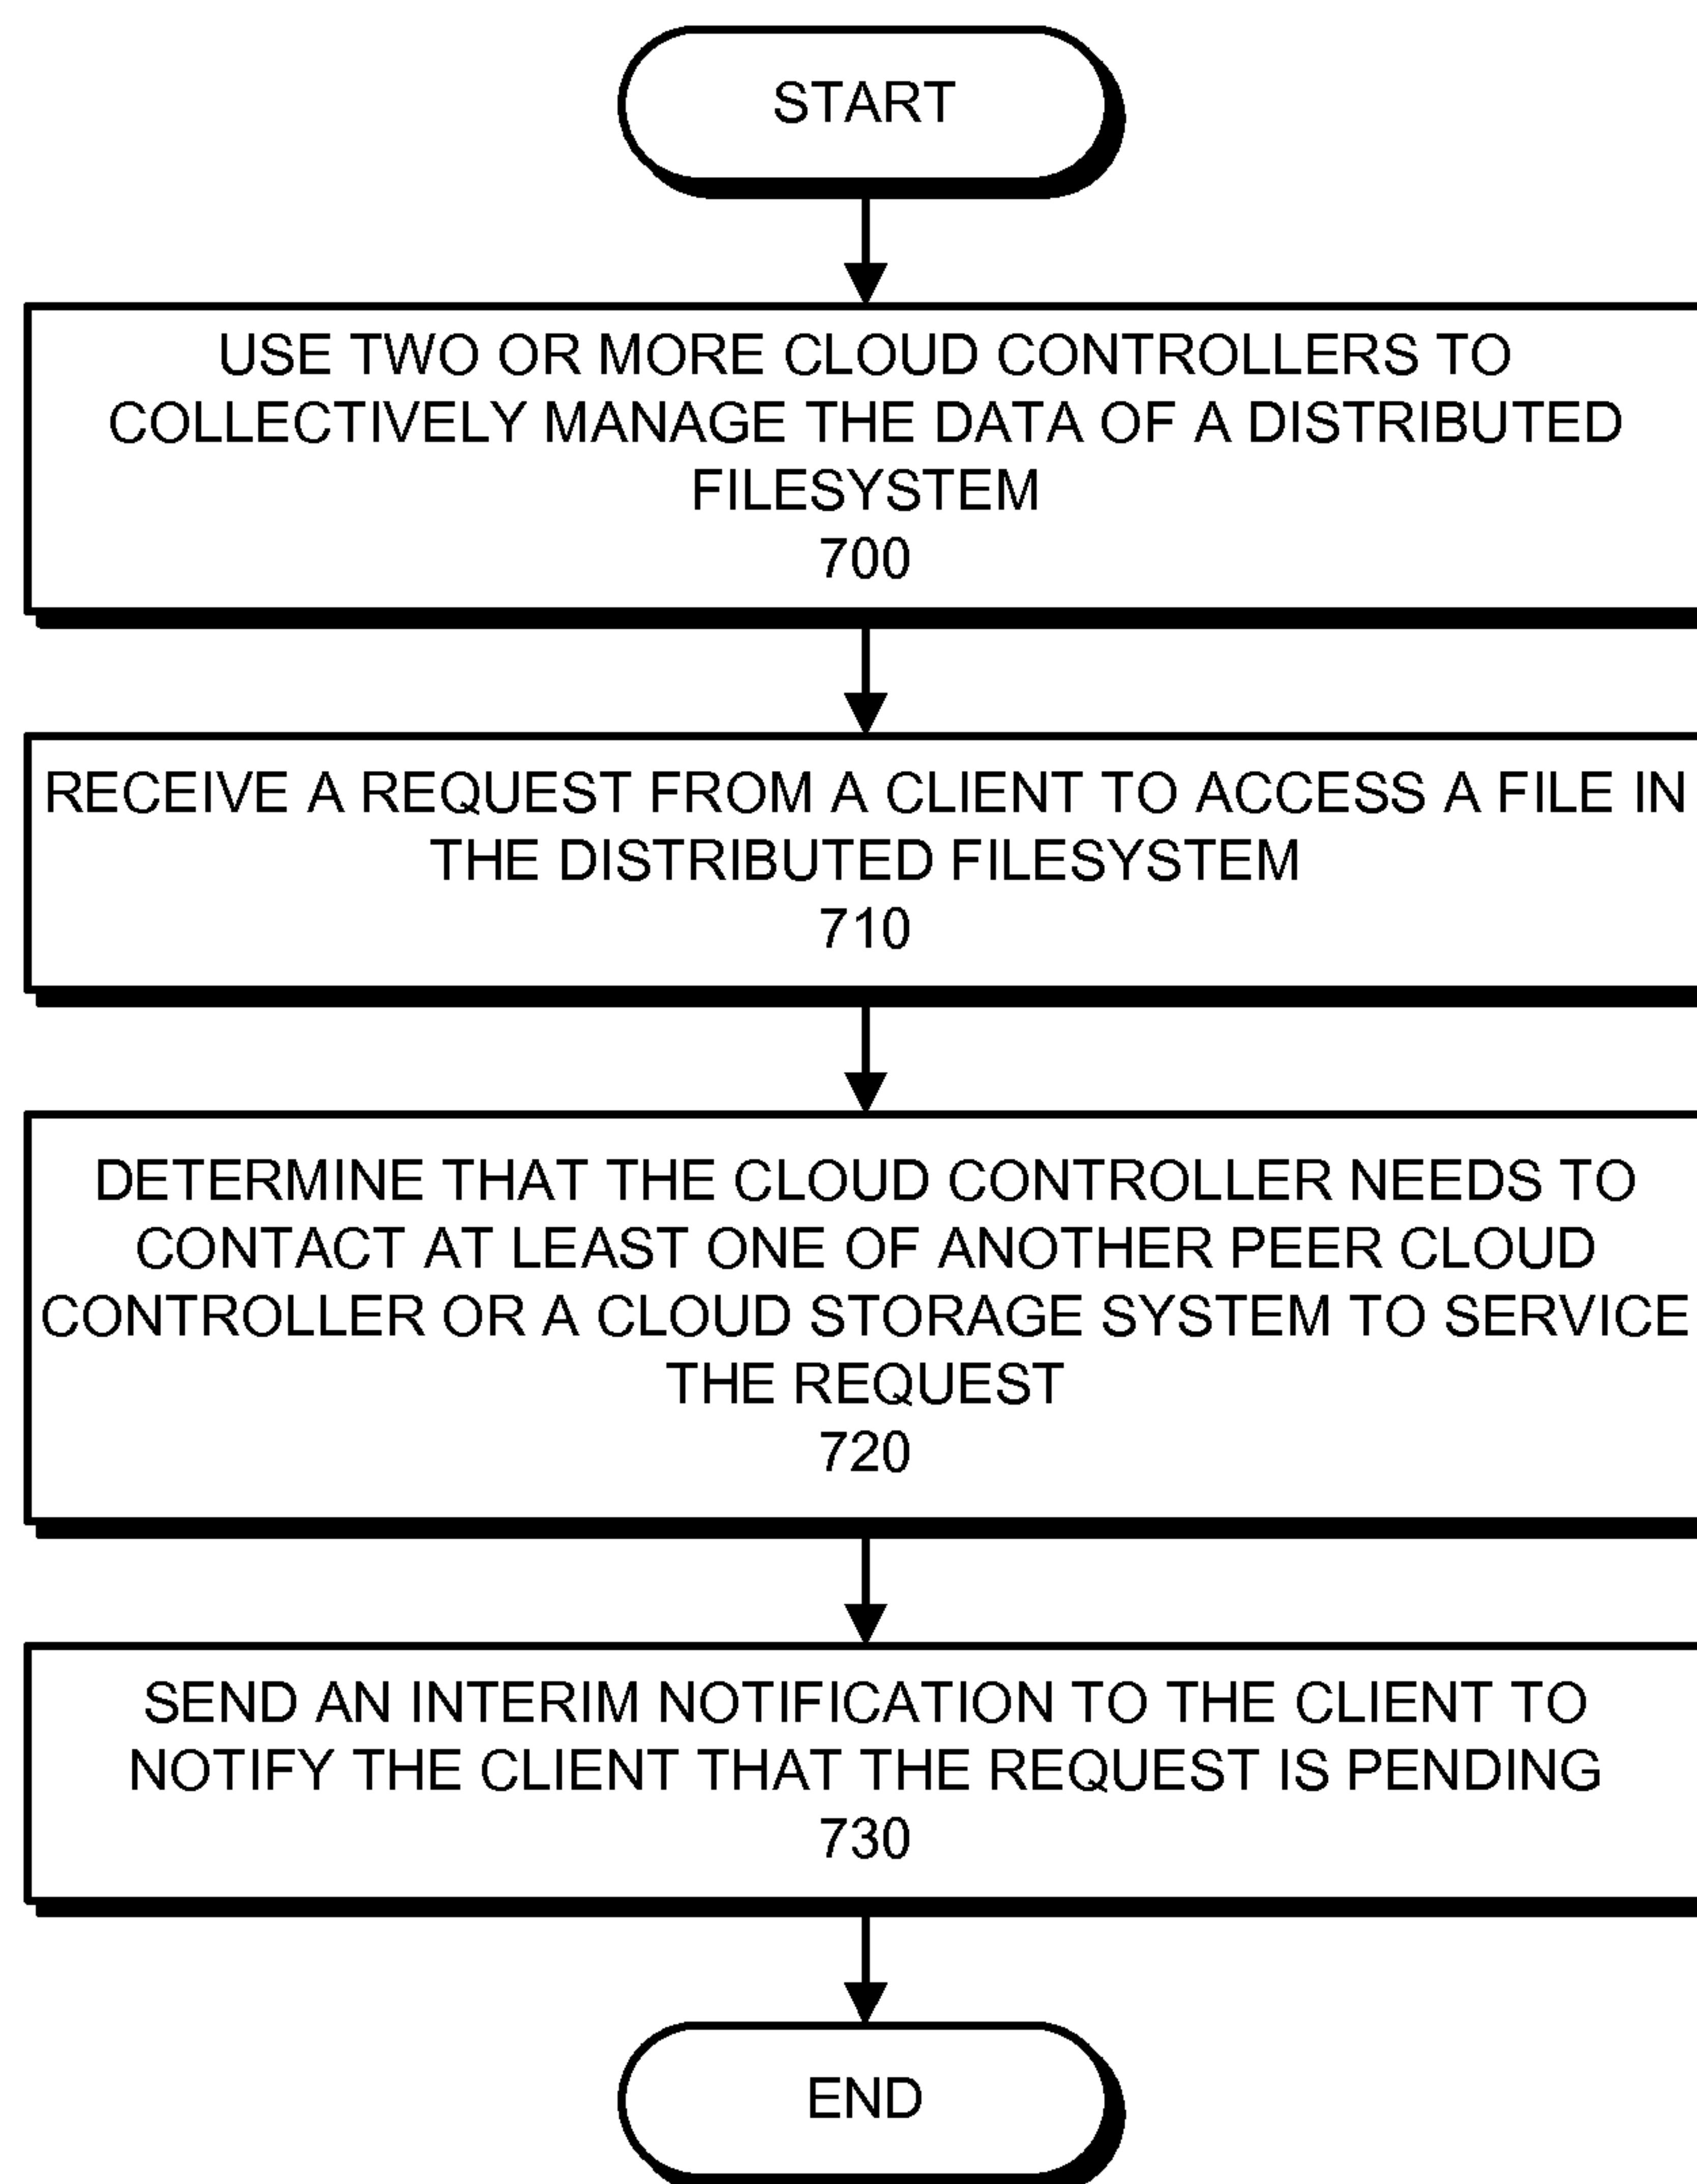 START
USE TWO OR MORE CLOUD CONTROLLERS TO
COLLECTIVELY MANAGE THE DATA OF A DISTRIBUTED
FILESYSTEM
700
RECEIVE A REQUEST FROM A CLIENT TO ACCESS A FILE IN
THE DISTRIBUTED FILESYSTEM
710
DETERMINE THAT THE CLOUD CONTROLLER NEEDS TO
CONTACT AT LEAST ONE OF ANOTHER PEER CLOUD
CONTROLLER OR A CLOUD STORAGE SYSTEM TO SERVICE
THE REQUEST
720
SEND AN INTERIM NOTIFICATION TO THE CLIENT TO
NOTIFY THE CLIENT THAT THE REQUEST IS PENDING
730
END